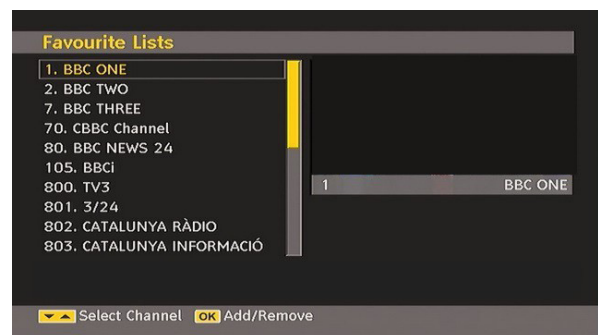 Favourite Lists
1. BBC ONE
2. BBC TWO
7. BBC THREE
70. CBBC Channel
80. BBC NEWS 24
105. BBCi
800. TV3
801. 3/24
802. CATALUNYA RÀDIO
803. CATALUNYA INFORMACIÓ
1 BBC ONE
Select Channel OK Add/Remove